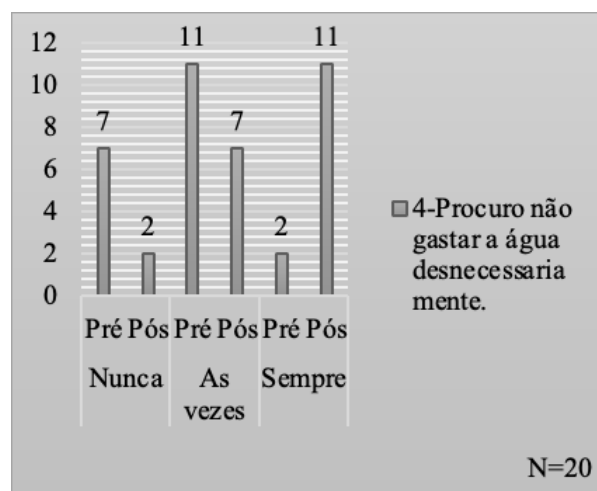 12
10
8
6
4
2
0
7
2
11
7
2
11
Pré Pós Pré Pós Pré Pós
Nunca
As
vezes
Sempre
4-Procuro não
gastar a água
desnecessaria
mente.
N=20